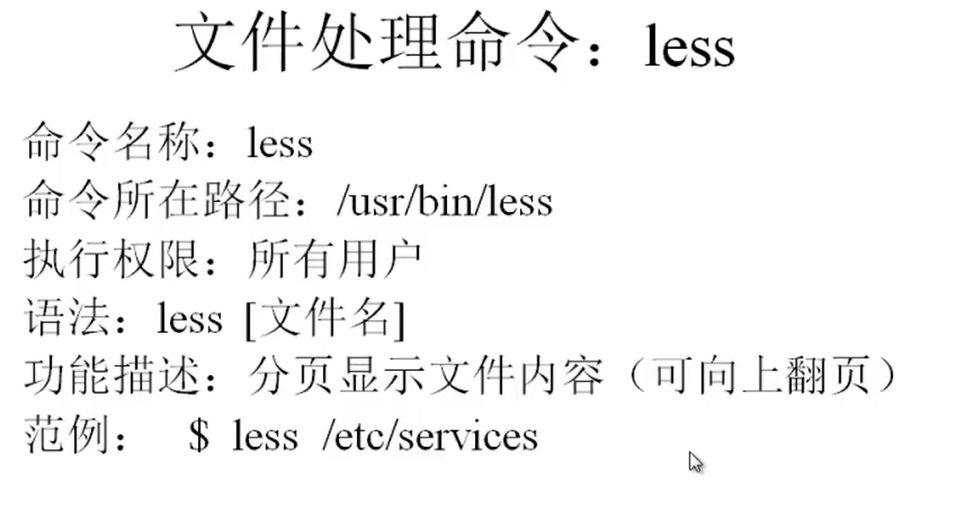 文件处理命令：less
命令名称：less
命令所在路径：/usr/bin/less
执行权限：所有用户
语法：less [文件名]
功能描述：分页显示文件内容（可向上翻页）
范例： $ less /etc/services